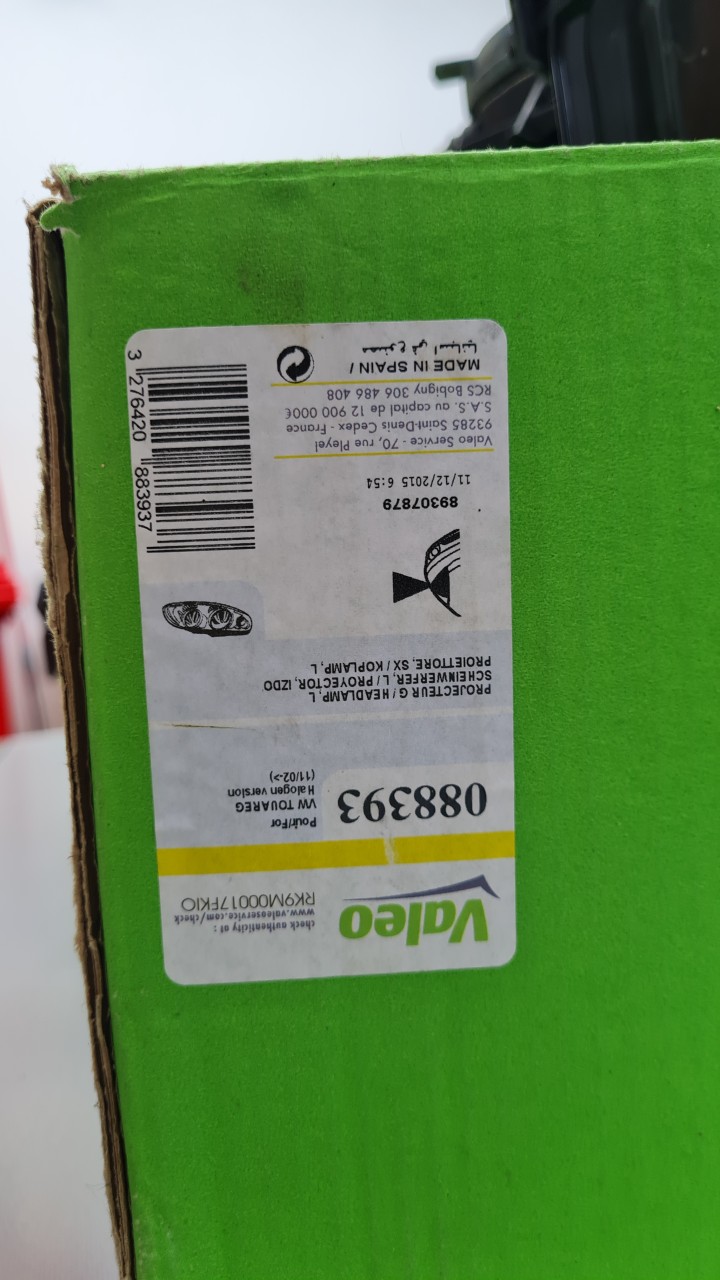 Valeo
check authenticity at :
www.valeoservice.com/check
RK9M00017FKIO
088393
Pour/For
VW TOUAREG
Halogen version
(11/02->)
PROJECTEUR G / HEADLAMP, L
SCHEINWERFER, L / PROYECTOR, IZDO
PROIETTORE, SX / KOPLAMP, L
89307879
11/12/2015 6:54
Valeo Service - 70, rue Pleyel
93285 Saint-Denis Cedex - France
S.A.S. au capital de 12 900 000€
RCS Bobigny 306 486 408
MADE IN SPAIN /
مصنوع في اسبانيا
3 276420 883937